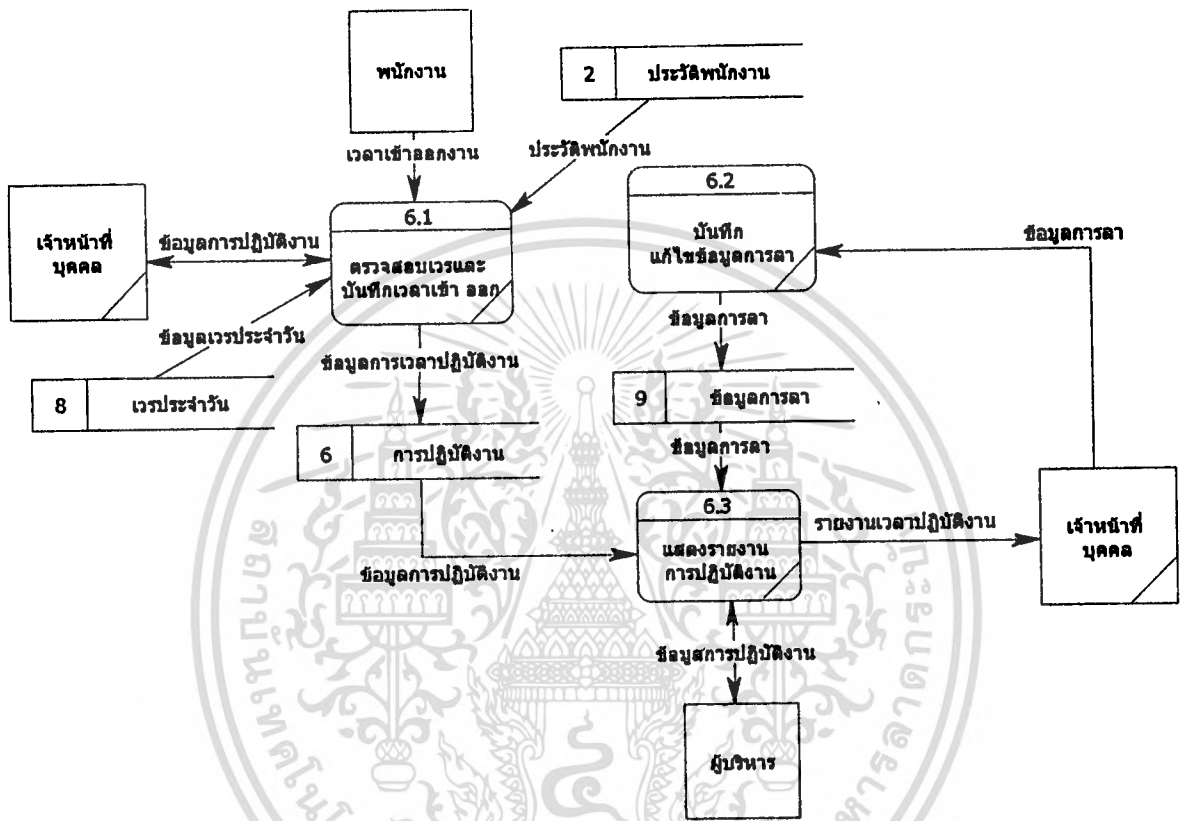 พนักงาน
2 ประวัติพนักงาน
เวลาเข้าออกงาน
ประวัติพนักงาน
6.1
ตรวจสอบเวรและ
บันทึกเวลาเข้า ออก
6.2
บันทึก
แก้ไขข้อมูลการลา
เจ้าหน้าที่
บุคคล
ข้อมูลการปฏิบัติงาน
ข้อมูลการลา
ข้อมูลเวรประจำวัน
ข้อมูลการเวลาปฏิบัติงาน
ข้อมูลการลา
8 เวรประจำวัน
9 ข้อมูลการลา
6 การปฏิบัติงาน
ข้อมูลการลา
6.3
แสดงรายงาน
การปฏิบัติงาน
รายงานเวลาปฏิบัติงาน
เจ้าหน้าที่
บุคคล
ข้อมูลการปฏิบัติงาน
ข้อมูลการปฏิบัติงาน
ผู้บริหาร